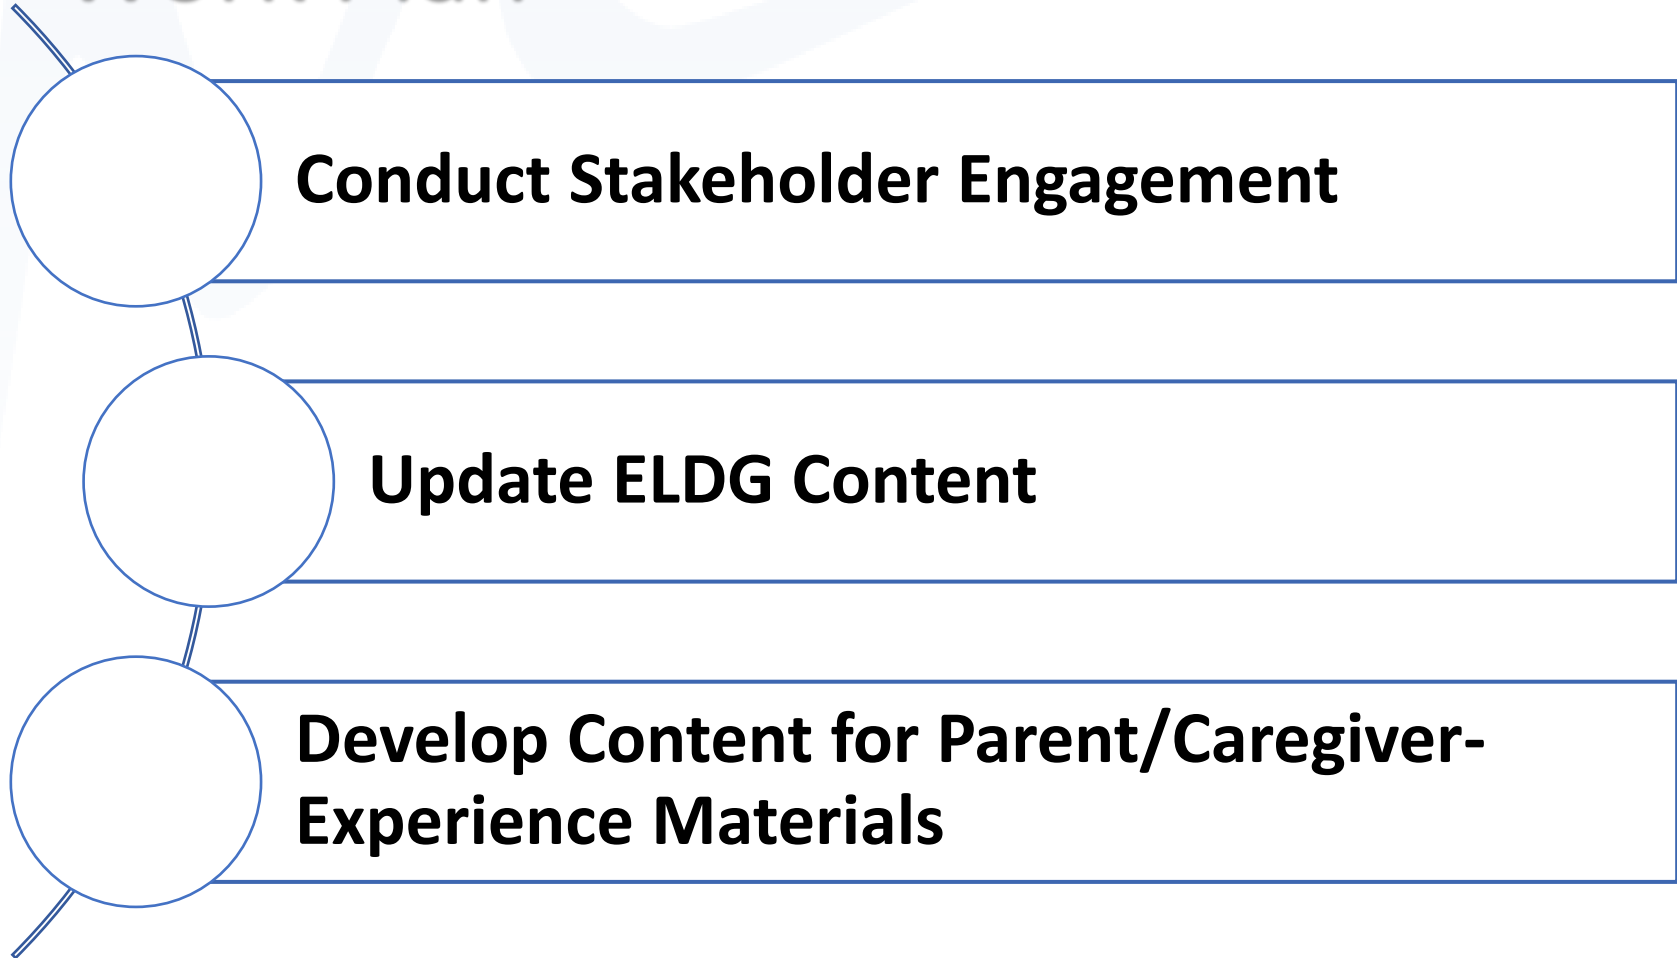 Conduct Stakeholder Engagement
Update ELDG Content
Develop Content for Parent/Caregiver-
Experience Materials